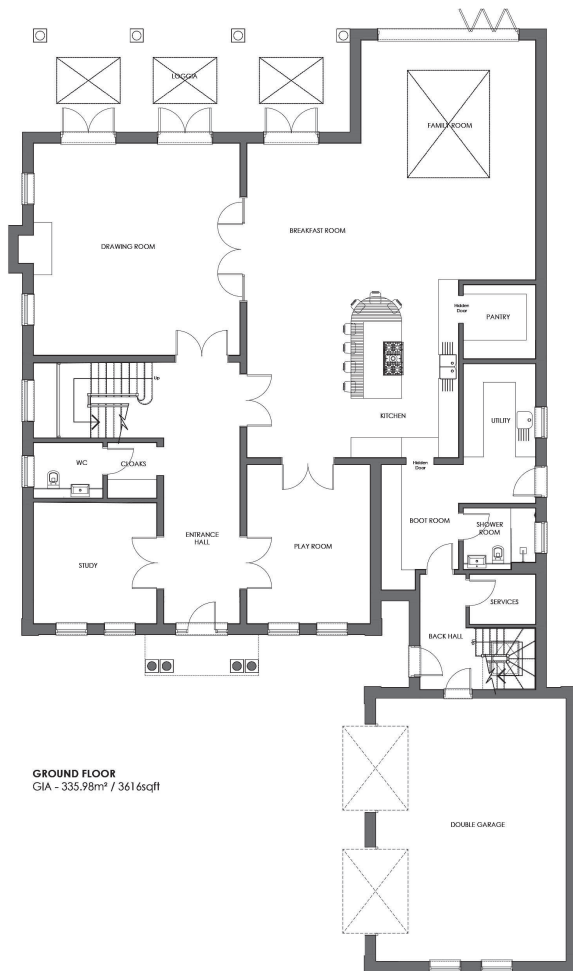 LOGGIA
FAMILY ROOM
BREAKFAST ROOM
DRAWING ROOM
Hidden
Door
PANTRY
Up
KITCHEN
UTILITY
WC
CLOAKS
Hidden
Door
BOOT ROOM
SHOWER
ROOM
ENTRANCE
HALL
PLAY ROOM
STUDY
SERVICES
BACK HALL
GROUND FLOOR
GIA - 335.98m² / 3616sqft
DOUBLE GARAGE